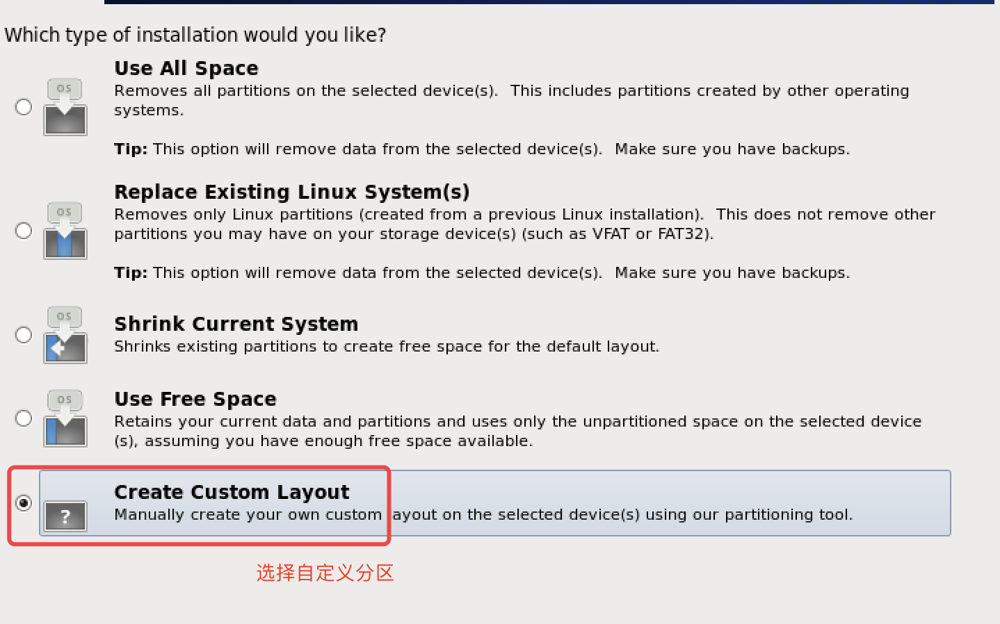 Which type of installation would you like?
Use All Space
OS
Removes all partitions on the selected device(s).  This includes partitions created by other operating
systems.
Tip: This option will remove data from the selected device(s).  Make sure you have backups.
Replace Existing Linux System(s)
OS
Removes only Linux partitions (created from a previous Linux installation).  This does not remove other
partitions you may have on your storage device(s) (such as VFAT or FAT32).
Tip: This option will remove data from the selected device(s).  Make sure you have backups.
OS
Shrink Current System
Shrinks existing partitions to create free space for the default layout.
OS
Use Free Space
Retains your current data and partitions and uses only the unpartitioned space on the selected device
(s), assuming you have enough free space available.
Create Custom Layout
?
Manually create your own custom layout on the selected device(s) using our partitioning tool.
选择自定义分区